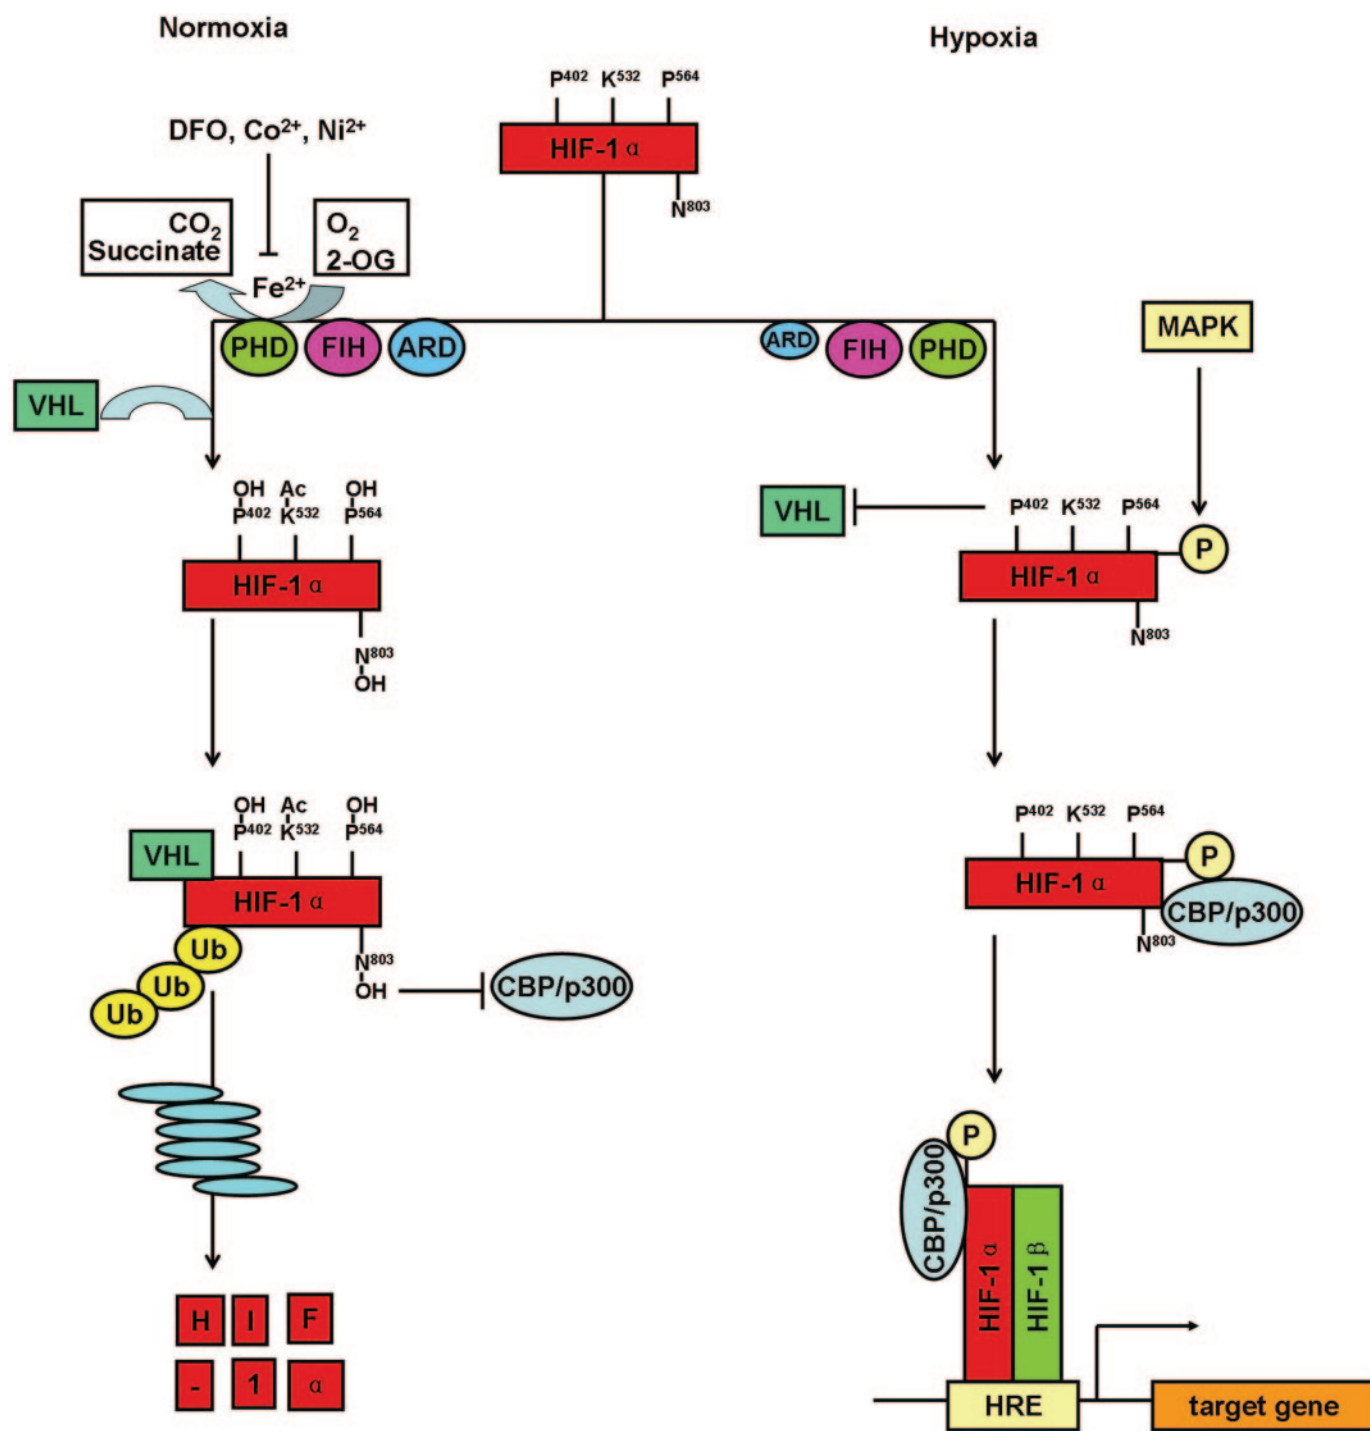 Normoxia
Hypoxia
P⁴⁰² K⁵³² P⁵⁶⁴
HIF-1 α
N⁸⁰³
DFO, Co²⁺, Ni²⁺
CO₂
Succinate
O₂
2-OG
Fe²⁺
PHD FIH ARD
ARD FIH PHD
MAPK
VHL
OH Ac OH
P⁴⁰² K⁵³² P⁵⁶⁴
HIF-1 α
N⁸⁰³
OH
VHL
P⁴⁰² K⁵³² P⁵⁶⁴
P
HIF-1 α
N⁸⁰³
OH Ac OH
P⁴⁰² K⁵³² P⁵⁶⁴
VHL
HIF-1 α
Ub
Ub
Ub
N⁸⁰³
OH
CBP/p300
P⁴⁰² K⁵³² P⁵⁶⁴
P
HIF-1 α
CBP/p300
N⁸⁰³
H I F
- 1 α
P
CBP/p300
HIF-1 α
HIF-1 β
HRE
target gene